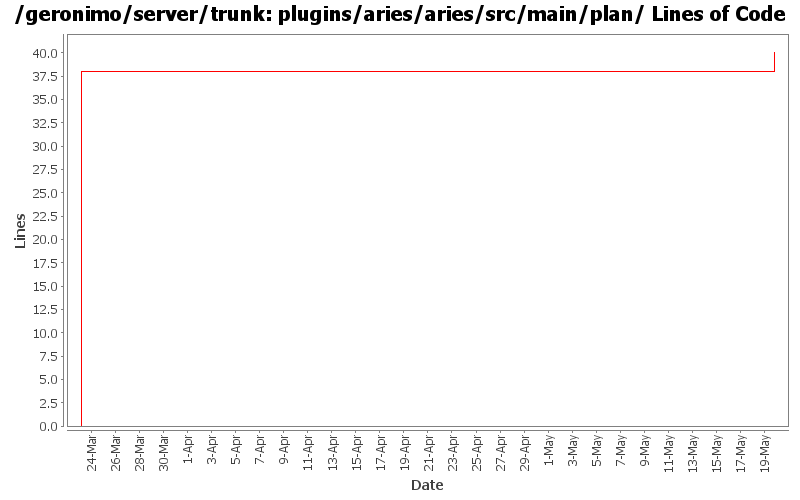 /geronimo/server/trunk: plugins/aries/aries/src/main/plan/ Lines of Code
40.0
37.5
35.0
32.5
30.0
27.5
25.0
22.5
20.0
17.5
15.0
12.5
10.0
7.5
5.0
2.5
0.0
Lines
24-Mar
26-Mar
28-Mar
30-Mar
1-Apr
3-Apr
5-Apr
7-Apr
9-Apr
11-Apr
13-Apr
15-Apr
17-Apr
19-Apr
21-Apr
23-Apr
25-Apr
27-Apr
29-Apr
1-May
3-May
5-May
7-May
9-May
11-May
13-May
15-May
17-May
19-May
Date